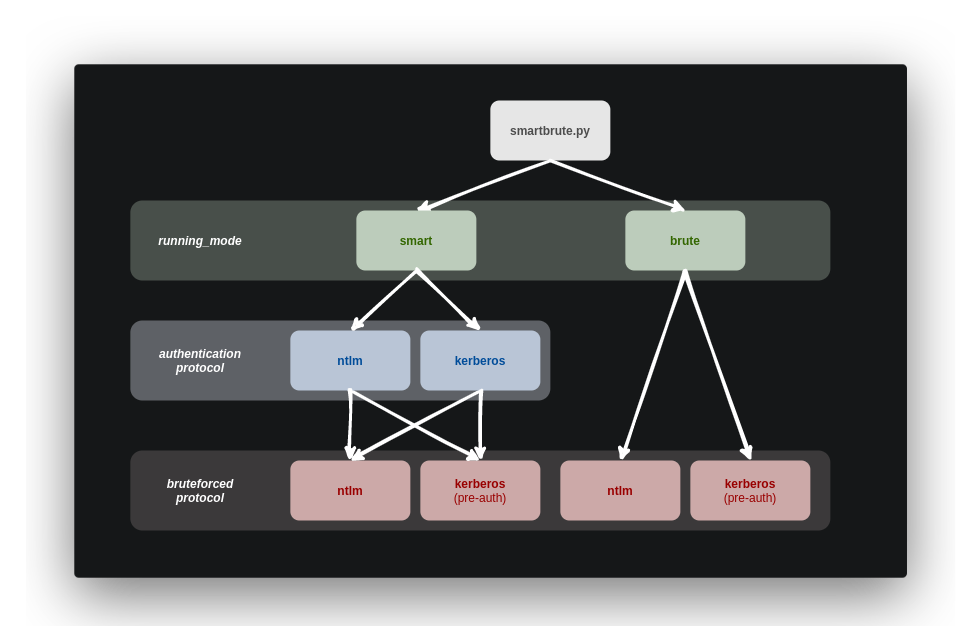 smartbrute.py
running_mode
smart
brute
authentication
protocol
ntlm
kerberos
bruteforced
protocol
ntlm
kerberos
(pre-auth)
ntlm
kerberos
(pre-auth)